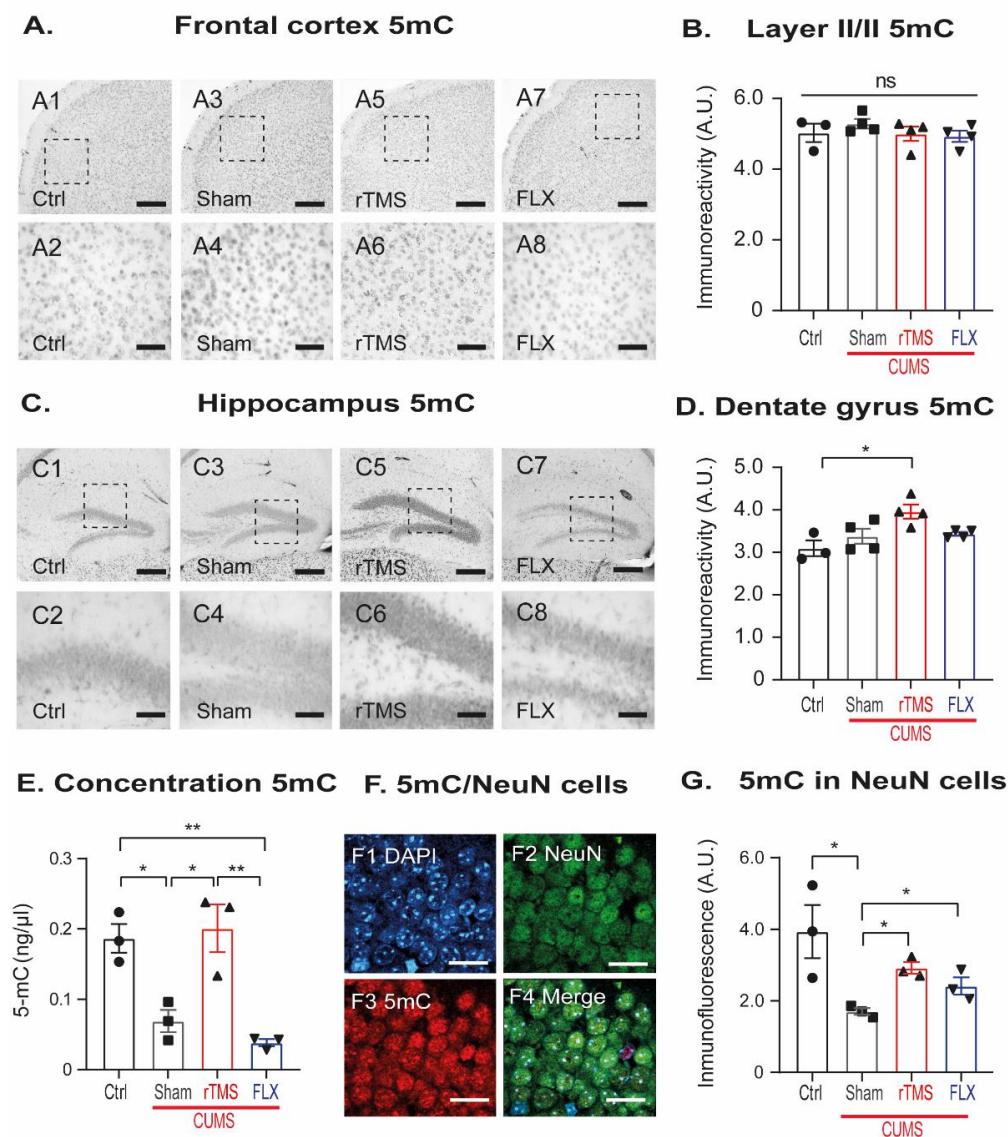 A. Frontal cortex 5mC
A1 A3 A5 A7
Ctrl Sham rTMS FLX
A2 A4 A6 A8
Ctrl Sham rTMS FLX
B. Layer II/II 5mC
ns
6.0
4.0
2.0
0
Immunoreactivity (A.U.)
Ctrl Sham rTMS FLX
CUMS
C. Hippocampus 5mC
C1 C3 C5 C7
Ctrl Sham rTMS FLX
C2 C4 C6 C8
Ctrl Sham rTMS FLX
D. Dentate gyrus 5mC
*
5.0
4.0
3.0
2.0
0
Immunoreactivity (A.U.)
Ctrl Sham rTMS FLX
CUMS
E. Concentration 5mC
**
* * **
0.3
0.2
0.1
0
5-mC (ng/µl)
Ctrl Sham rTMS FLX
CUMS
F. 5mC/NeuN cells
F1 DAPI F2 NeuN
F3 5mC F4 Merge
G. 5mC in NeuN cells
*
*
*
6.0
4.0
2.0
0
Inmunofluorescence (A.U.)
Ctrl Sham rTMS FLX
CUMS